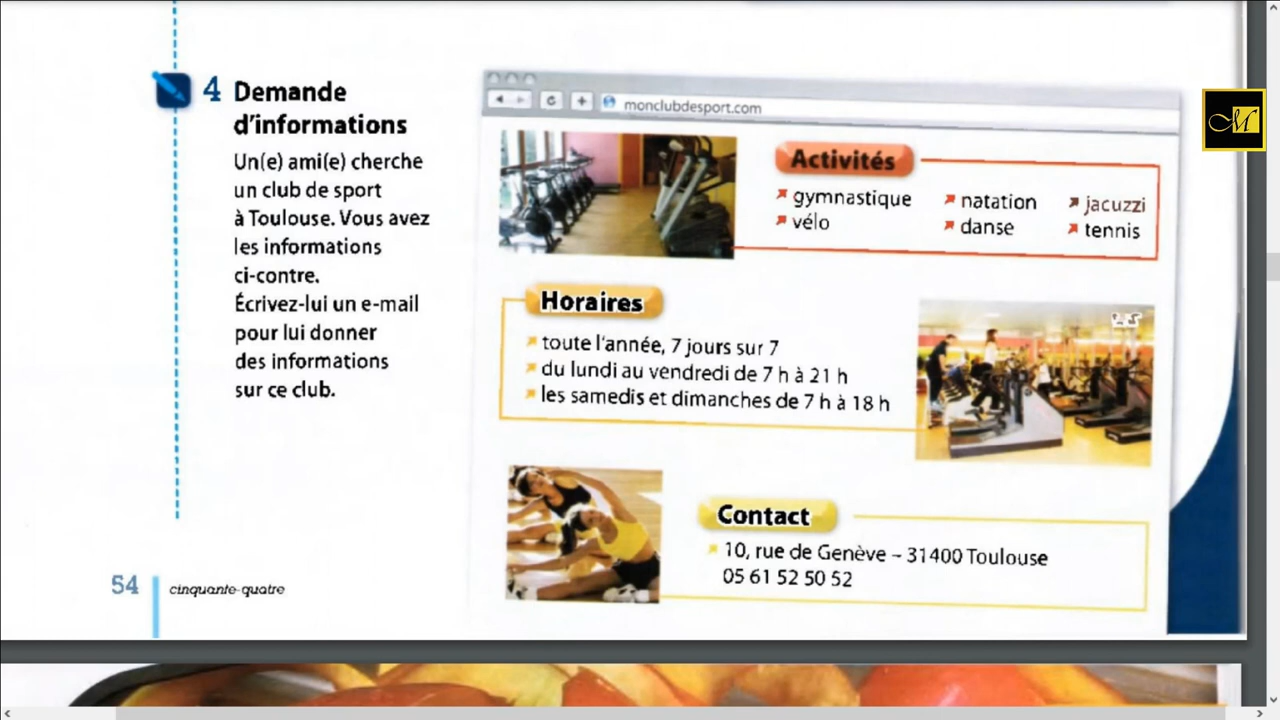 4 Demande
d'informations
Un(e) ami(e) cherche
un club de sport
à Toulouse. Vous avez
les informations
ci-contre.
Écrivez-lui un e-mail
pour lui donner
des informations
sur ce club.
54 cinquante-quatre
monclubdesport.com
Activités
gymnastique natation jacuzzi
vélo danse tennis
Horaires
toute l'année, 7 jours sur 7
du lundi au vendredi de 7 h à 21 h
les samedis et dimanches de 7 h à 18 h
Contact
10, rue de Genève – 31400 Toulouse
05 61 52 50 52
M